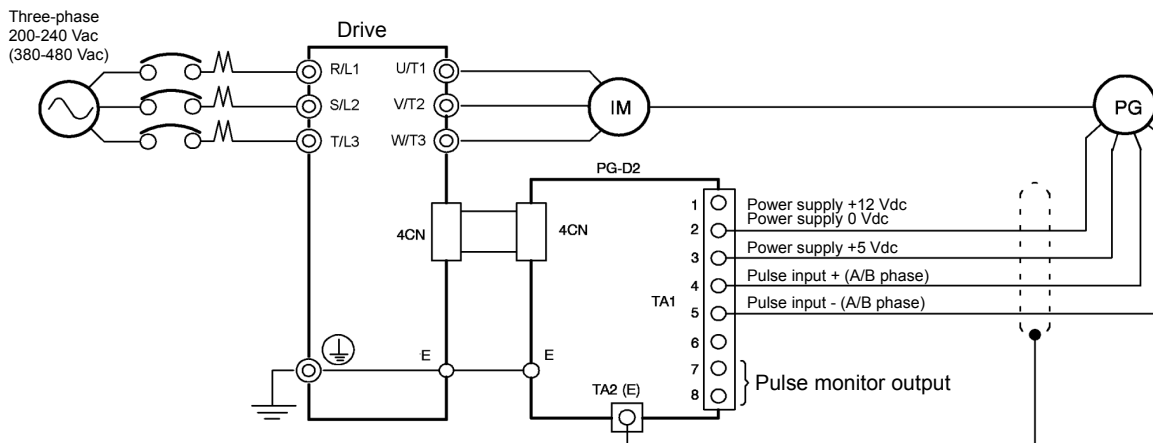 Three-phase
200-240 Vac
(380-480 Vac)
Drive
R/L1
U/T1
S/L2
V/T2
T/L3
W/T3
IM
PG
PG-D2
4CN
4CN
TA1
1
Power supply +12 Vdc
2
Power supply 0 Vdc
3
Power supply +5 Vdc
4
Pulse input + (A/B phase)
5
Pulse input - (A/B phase)
6
7
8
Pulse monitor output
E
E
TA2 (E)